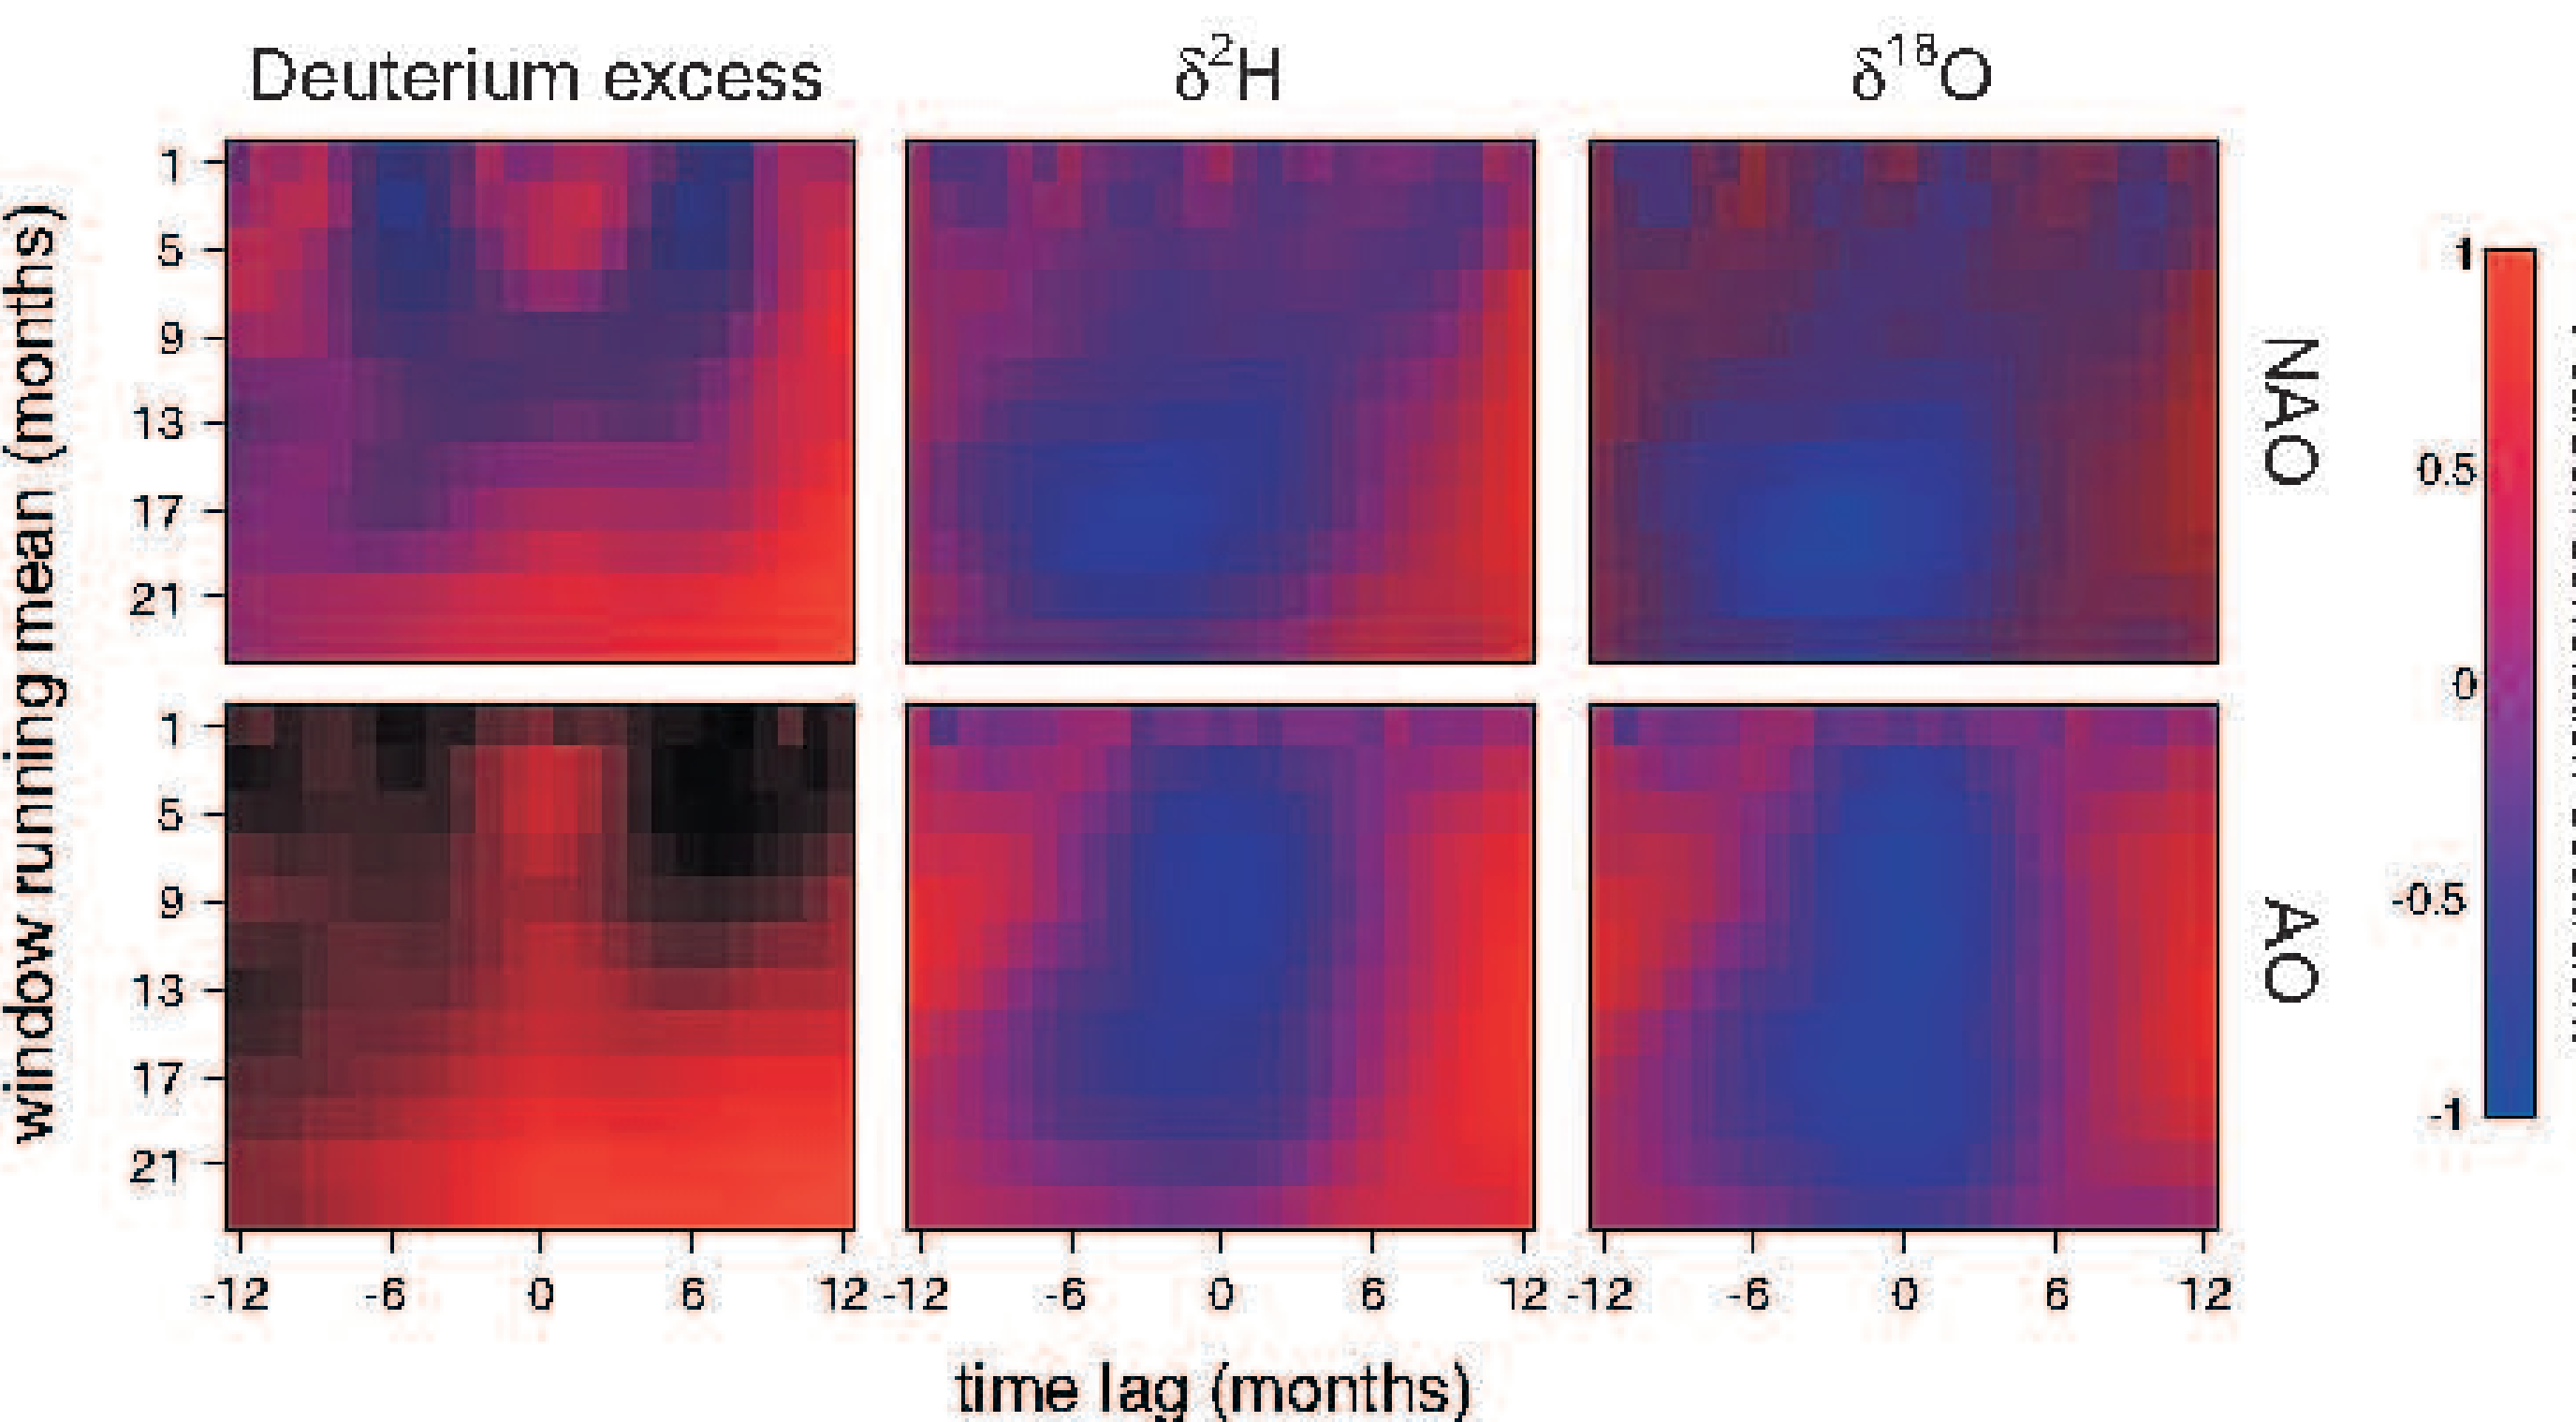 Deuterium excess
δ²H
δ¹⁸O
window running mean (months)
1
5
9
13
17
21
NAO
1
5
9
13
17
21
AO
1
0.5
0
-0.5
-1
-12 -6 0 6 12
-12 -6 0 6 12
-12 -6 0 6 12
time lag (months)